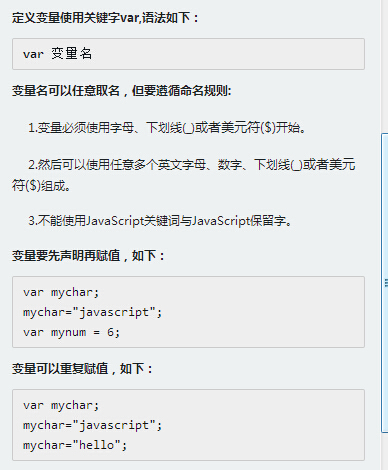 定义变量使用关键字var,语法如下：
var 变量名
变量名可以任意取名，但要遵循命名规则:
1.变量必须使用字母、下划线(_)或者美元符($)开始。
2.然后可以使用任意多个英文字母、数字、下划线(_)或者美元
符($)组成。
3.不能使用JavaScript关键词与JavaScript保留字。
变量要先声明再赋值，如下：
var mychar;
mychar="javascript";
var mynum = 6;
变量可以重复赋值，如下：
var mychar;
mychar="javascript";
mychar="hello";